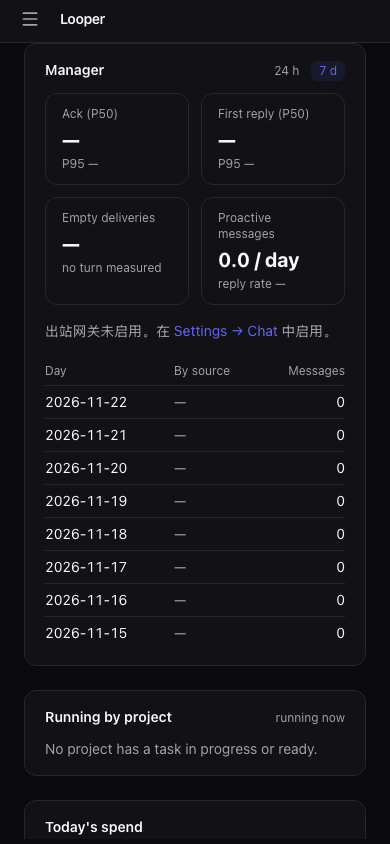 Looper
Manager 24 h 7 d
Ack (P50) First reply (P50)
— —
P95 — P95 —
Empty deliveries Proactive messages
— 0.0 / day
no turn measured reply rate —
出站网关未启用。在 Settings → Chat 中启用。
Day By source Messages
2026-11-22 — 0
2026-11-21 — 0
2026-11-20 — 0
2026-11-19 — 0
2026-11-18 — 0
2026-11-17 — 0
2026-11-16 — 0
2026-11-15 — 0
Running by project running now
No project has a task in progress or ready.
Today's spend